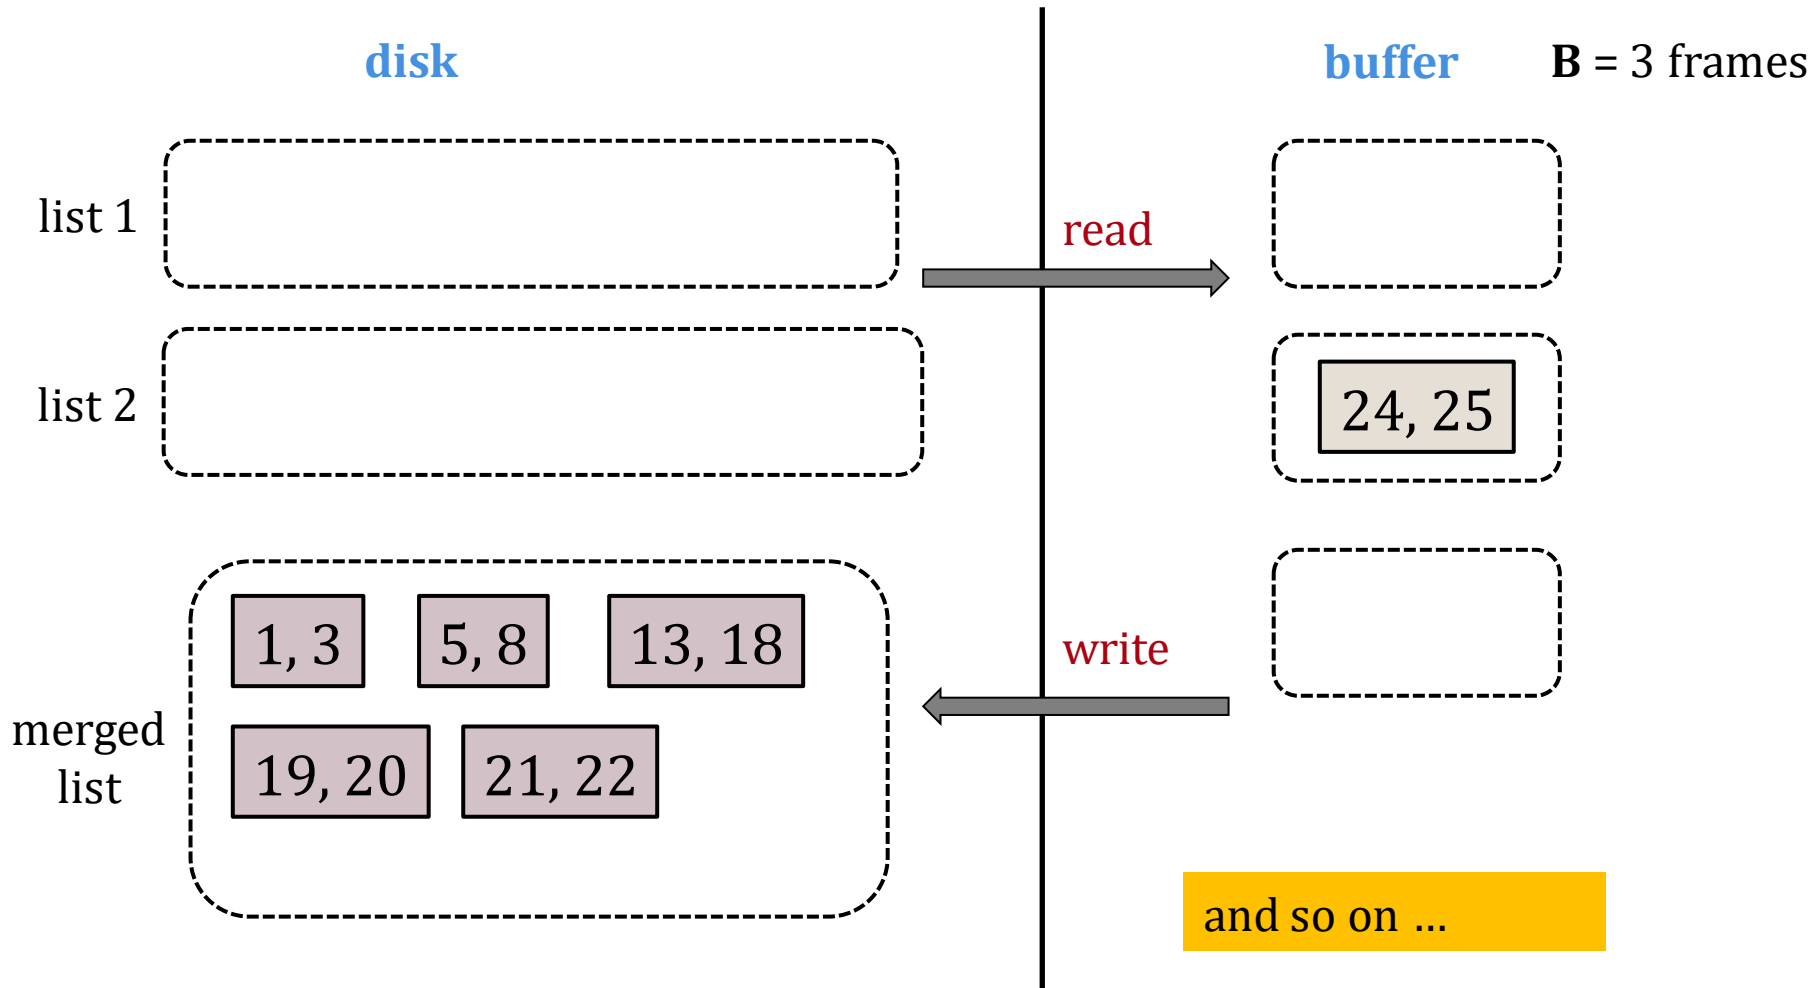 disk
buffer
B = 3 frames
list 1
read
list 2
24, 25
1, 3
5, 8
13, 18
write
merged
list
19, 20
21, 22
and so on ...